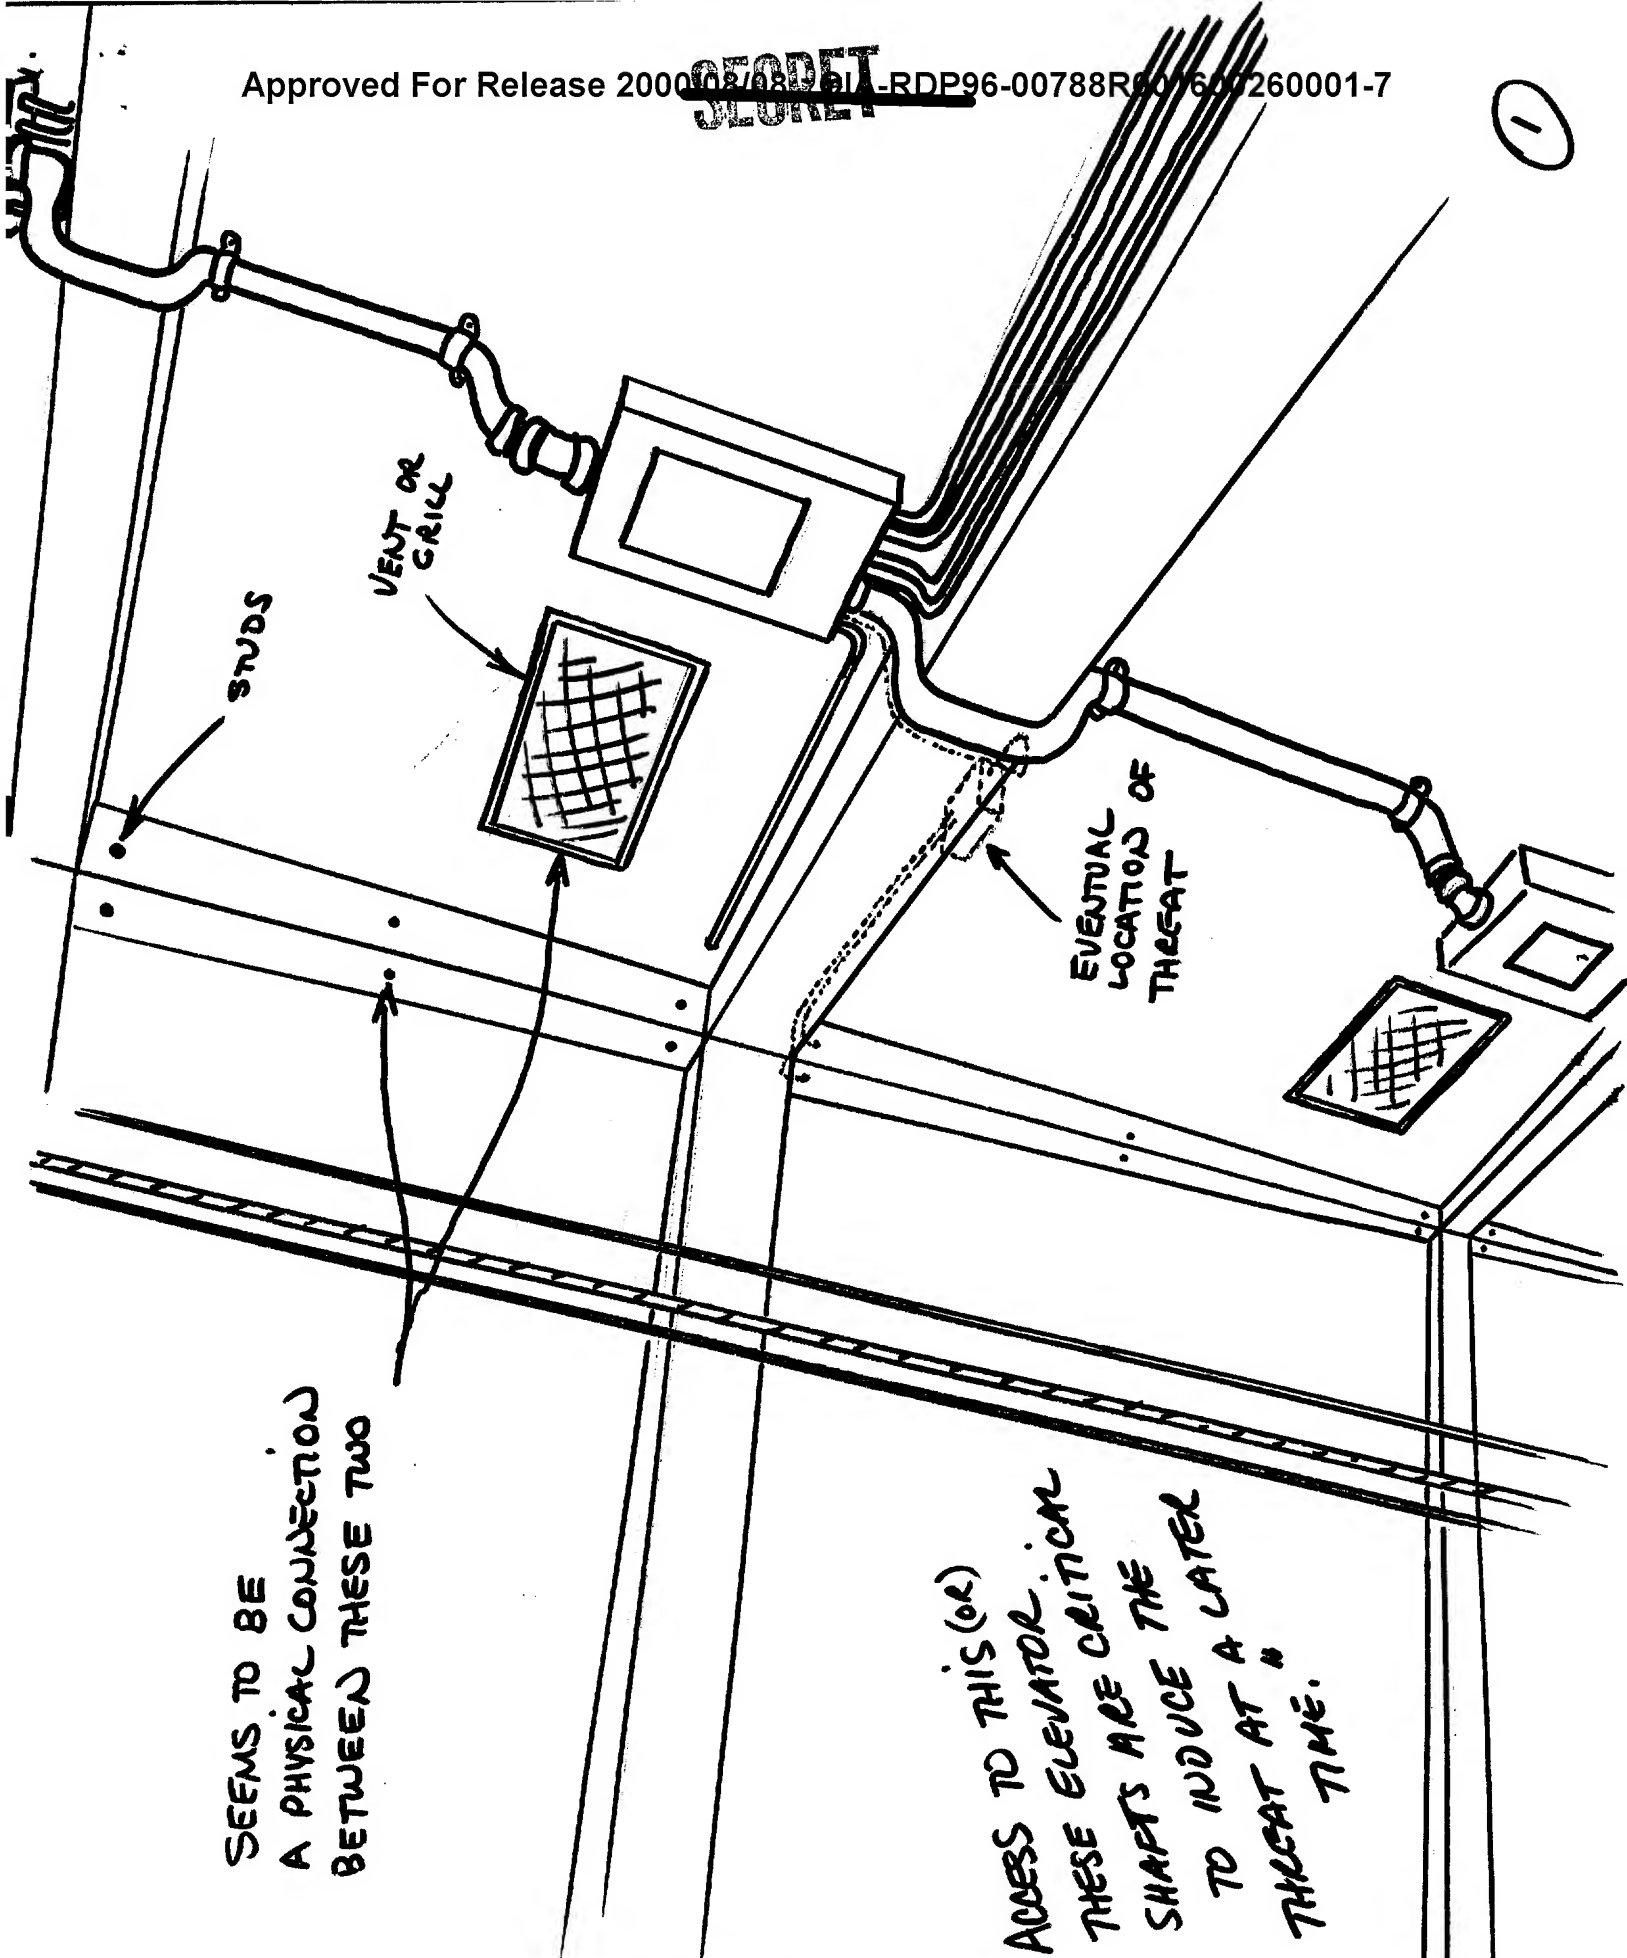 Approved For Release 2000/08/08 : CIA-RDP96-00788R001600260001-7
SECRET
1
STUDS
VENT OR
GRILL
EVENTUAL
LOCATION OF
THREAT
SEEMS TO BE
A PHYSICAL CONNECTION
BETWEEN THESE TWO
ACCESS TO THIS (OR)
THESE ELEVATOR
SHAFTS ARE CRITICAL
TO INDUCE THE
THREAT AT A LATER
TIME."